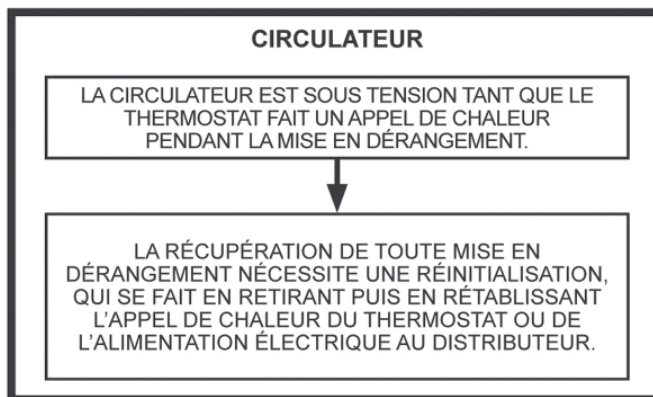 CIRCULATEUR
LA CIRCULATEUR EST SOUS TENSION TANT QUE LE
THERMOSTAT FAIT UN APPEL DE CHALEUR
PENDANT LA MISE EN DÉRANGEMENT.
LA RÉCUPÉRATION DE TOUTE MISE EN
DÉRANGEMENT NÉCESSITE UNE RÉINITIALISATION,
QUI SE FAIT EN RETIRANT PUIS EN RÉTABLISSANT
L'APPEL DE CHALEUR DU THERMOSTAT OU DE
L'ALIMENTATION ÉLECTRIQUE AU DISTRIBUTEUR.